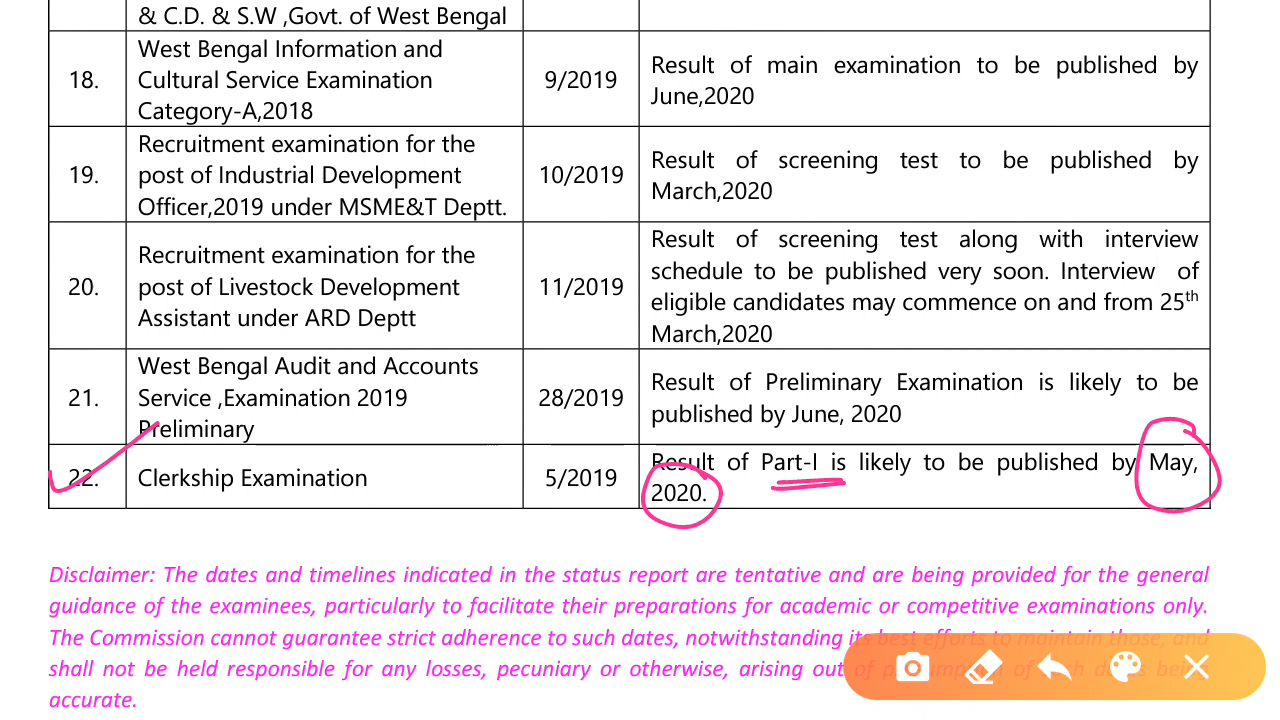 & C.D. & S.W ,Govt. of West Bengal
18.
West Bengal Information and
Cultural Service Examination
Category-A,2018
9/2019
Result of main examination to be published by
June,2020
19.
Recruitment examination for the
post of Industrial Development
Officer,2019 under MSME&T Deptt.
10/2019
Result of screening test to be published by
March,2020
20.
Recruitment examination for the
post of Livestock Development
Assistant under ARD Deptt
11/2019
Result of screening test along with interview
schedule to be published very soon. Interview of
eligible candidates may commence on and from 25th
March,2020
21.
West Bengal Audit and Accounts
Service ,Examination 2019
Preliminary
28/2019
Result of Preliminary Examination is likely to be
published by June, 2020
22.
Clerkship Examination
5/2019
Result of Part-I is likely to be published by May,
2020.
Disclaimer: The dates and timelines indicated in the status report are tentative and are being provided for the general
guidance of the examinees, particularly to facilitate their preparations for academic or competitive examinations only.
The Commission cannot guarantee strict adherence to such dates, notwithstanding its best efforts to maintain those, and
shall not be held responsible for any losses, pecuniary or otherwise, arising out of being
accurate.